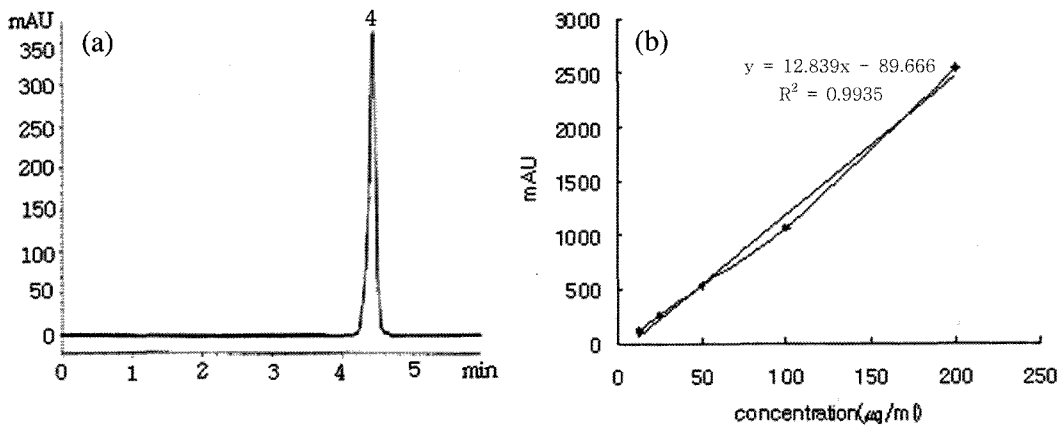 mAU
(a)
4
350
300
250
200
150
100
50
0
0 1 2 3 4 5 min
(b)
y = 12.839x − 89.666
R² = 0.9935
3000
2500
2000
1500
1000
500
0
mAU
0 50 100 150 200 250
concentration(μg/ml)